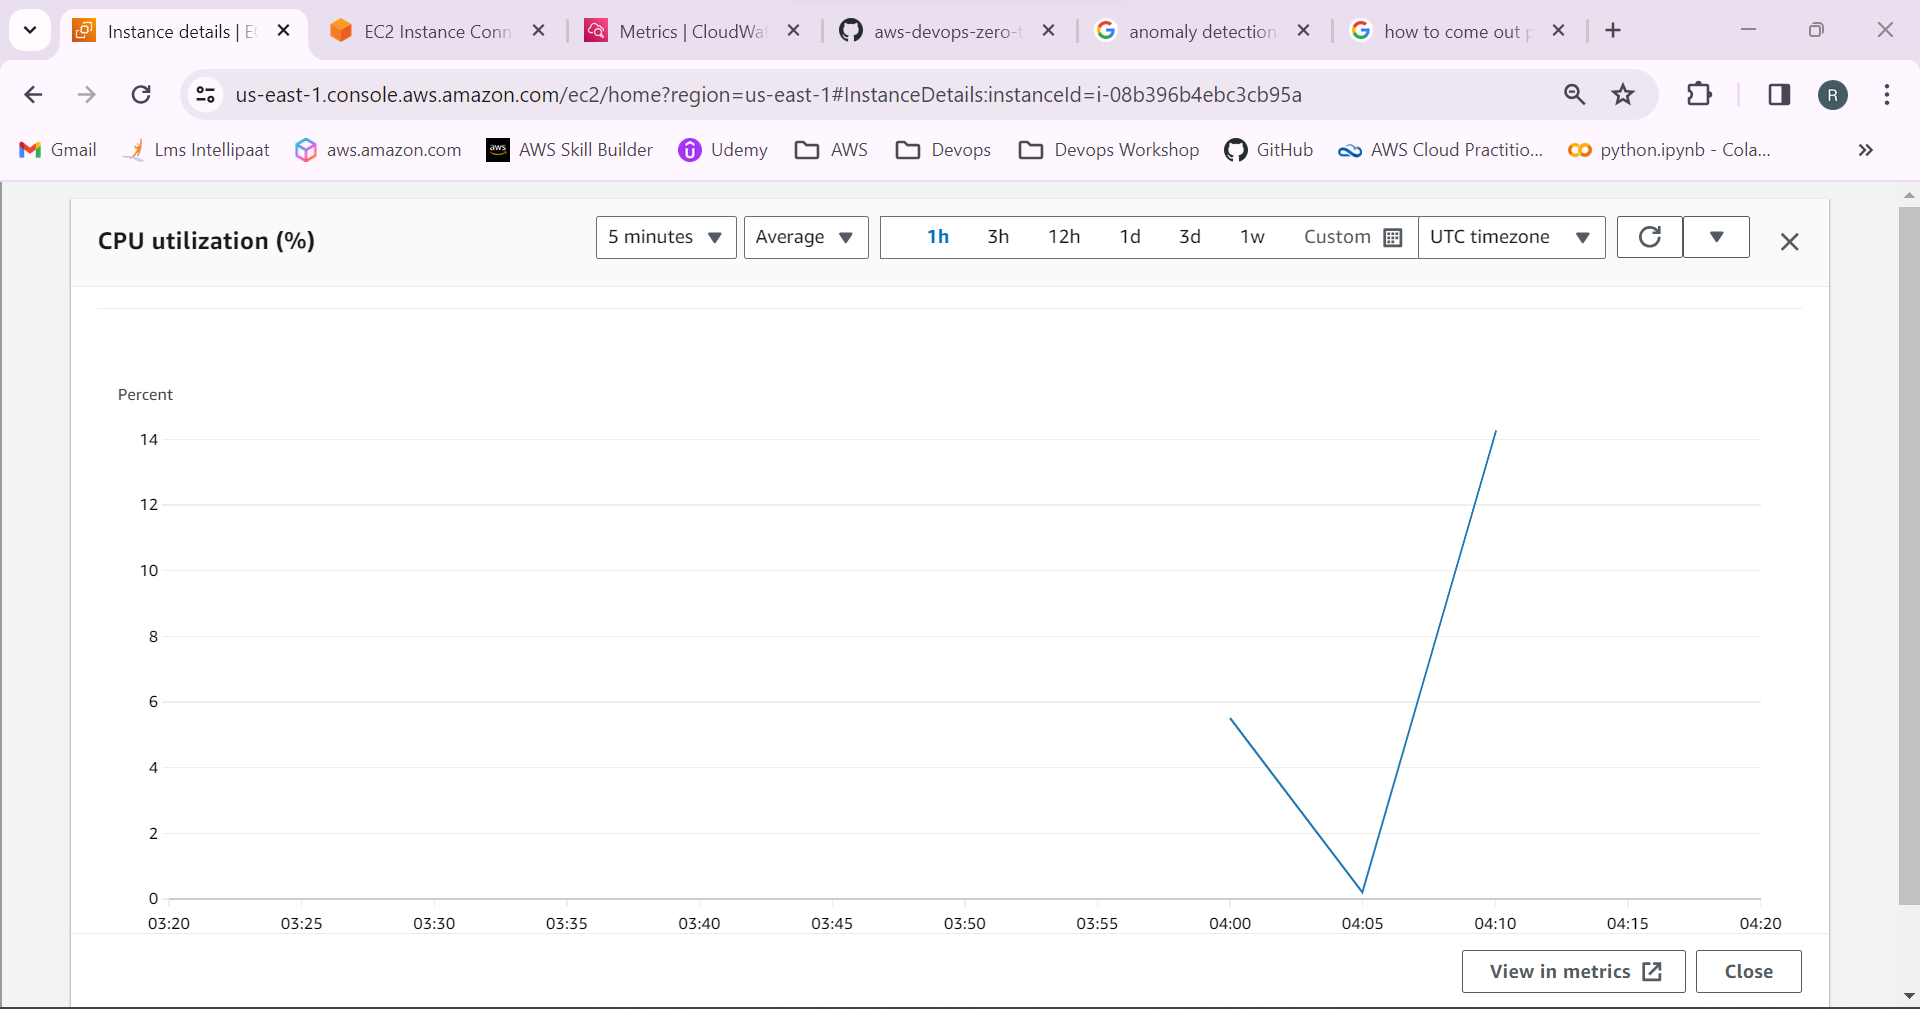 Instance details | EC
EC2 Instance Conn
Metrics | CloudWat
aws-devops-zero-t
anomaly detection
how to come out p
us-east-1.console.aws.amazon.com/ec2/home?region=us-east-1#InstanceDetails:instanceId=i-08b396b4ebc3cb95a
R
Gmail
Lms Intellipaat
aws.amazon.com
aws
AWS Skill Builder
Udemy
AWS
Devops
Devops Workshop
GitHub
AWS Cloud Practitio...
python.ipynb - Cola...
CPU utilization (%)
5 minutes
Average
1h
3h
12h
1d
3d
1w
Custom
UTC timezone
Percent
14
12
10
8
6
4
2
0
03:20
03:25
03:30
03:35
03:40
03:45
03:50
03:55
04:00
04:05
04:10
04:15
04:20
View in metrics
Close